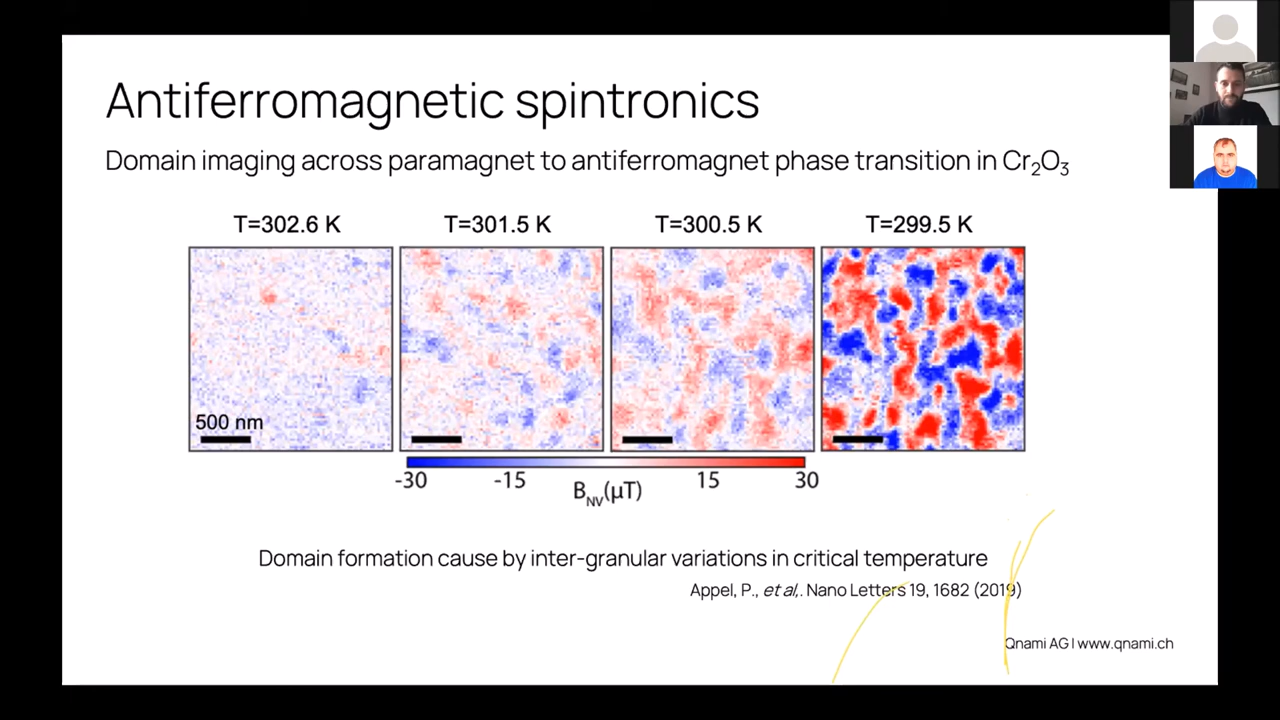 Antiferromagnetic spintronics
Domain imaging across paramagnet to antiferromagnet phase transition in Cr₂O₃
T=302.6 K
T=301.5 K
T=300.5 K
T=299.5 K
500 nm
-30
-15
B_NV(µT)
15
30
Domain formation cause by inter-granular variations in critical temperature
Appel, P., et al,. Nano Letters 19, 1682 (2019)
Qnami AG | www.qnami.ch